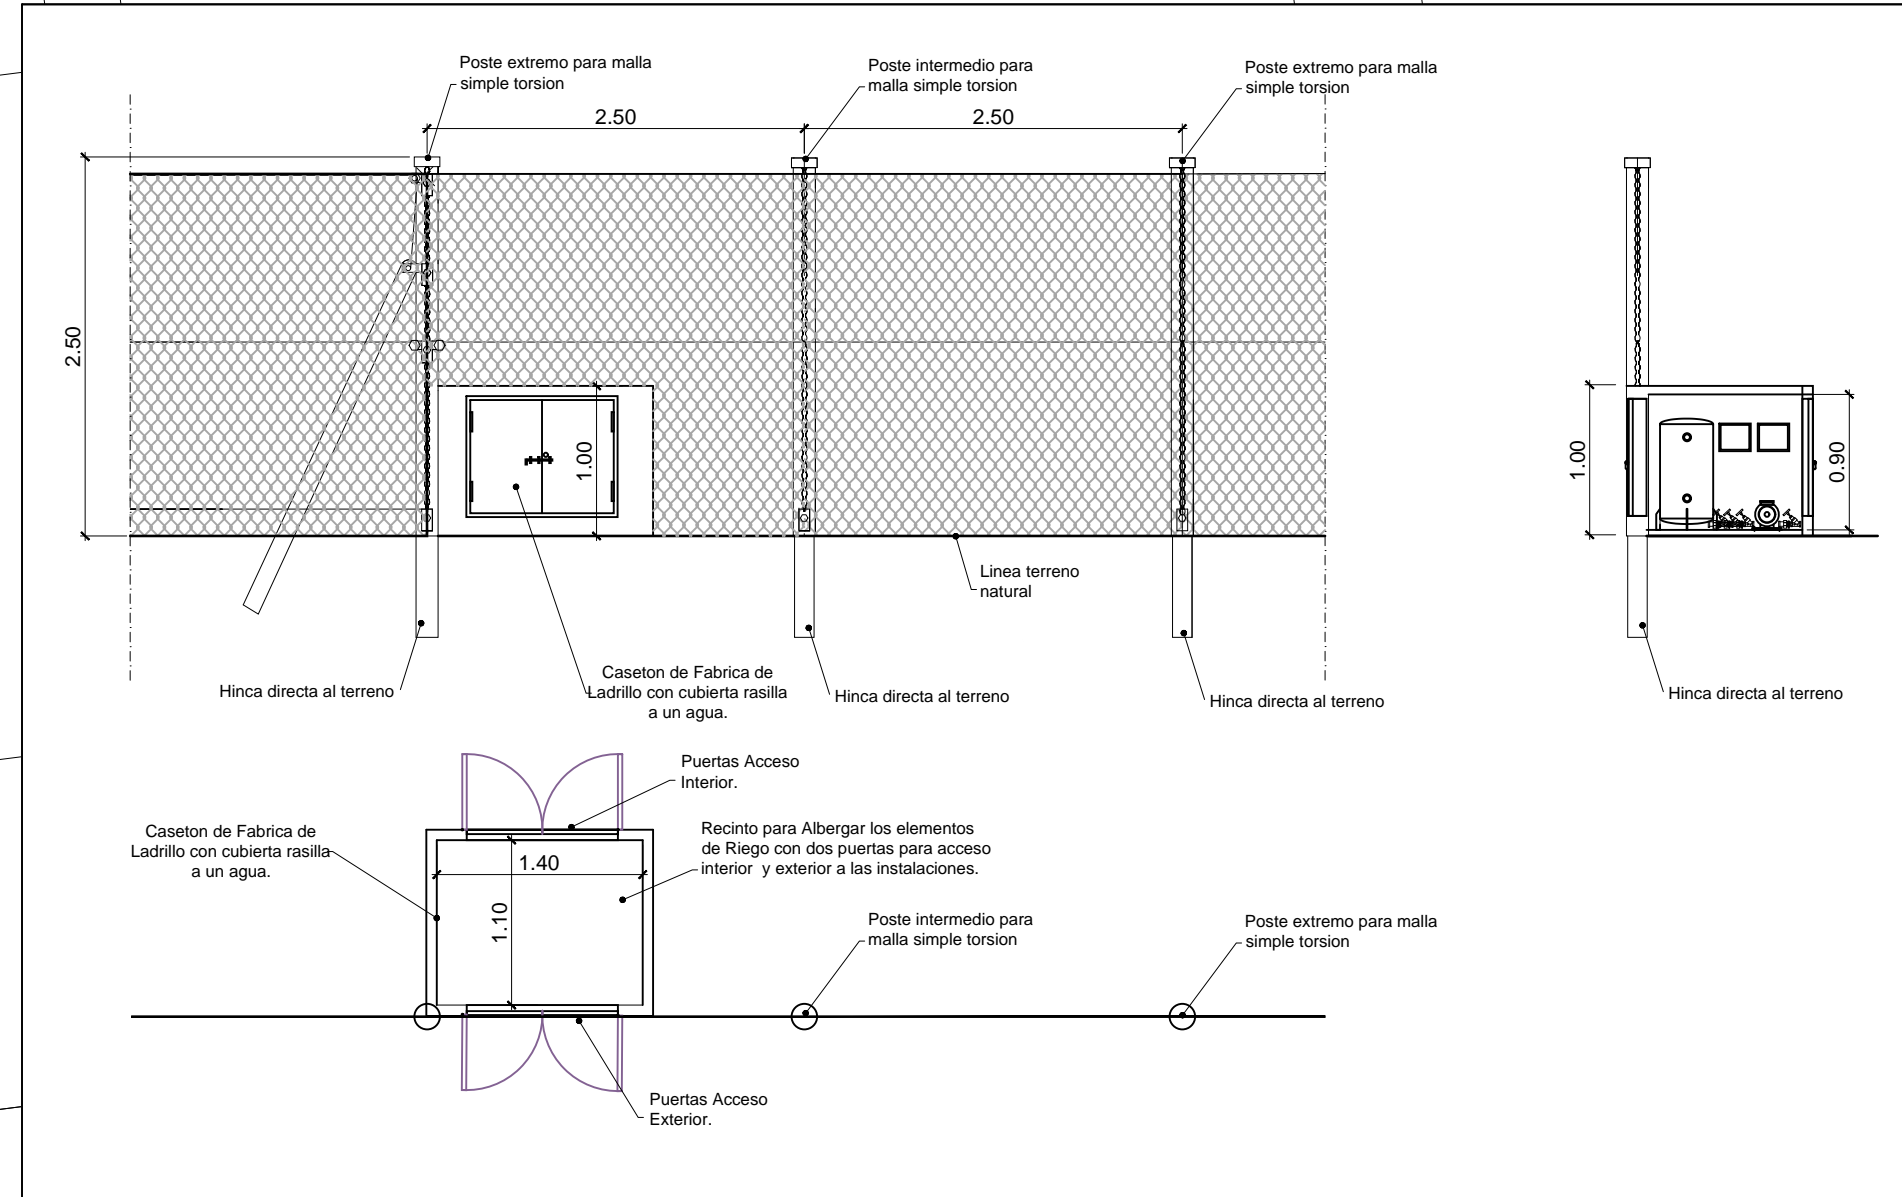 Poste extremo para malla
simple torsion
Poste intermedio para
malla simple torsion
Poste extremo para malla
simple torsion
2.50
2.50
2.50
1.00
1.00
0.90
Linea terreno
natural
Hinca directa al terreno
Caseton de Fabrica de
Ladrillo con cubierta rasilla
a un agua.
Hinca directa al terreno
Hinca directa al terreno
Hinca directa al terreno
Puertas Acceso
Interior.
Caseton de Fabrica de
Ladrillo con cubierta rasilla
a un agua.
Recinto para Albergar los elementos
de Riego con dos puertas para acceso
interior y exterior a las instalaciones.
1.40
1.10
Poste intermedio para
malla simple torsion
Poste extremo para malla
simple torsion
Puertas Acceso
Exterior.